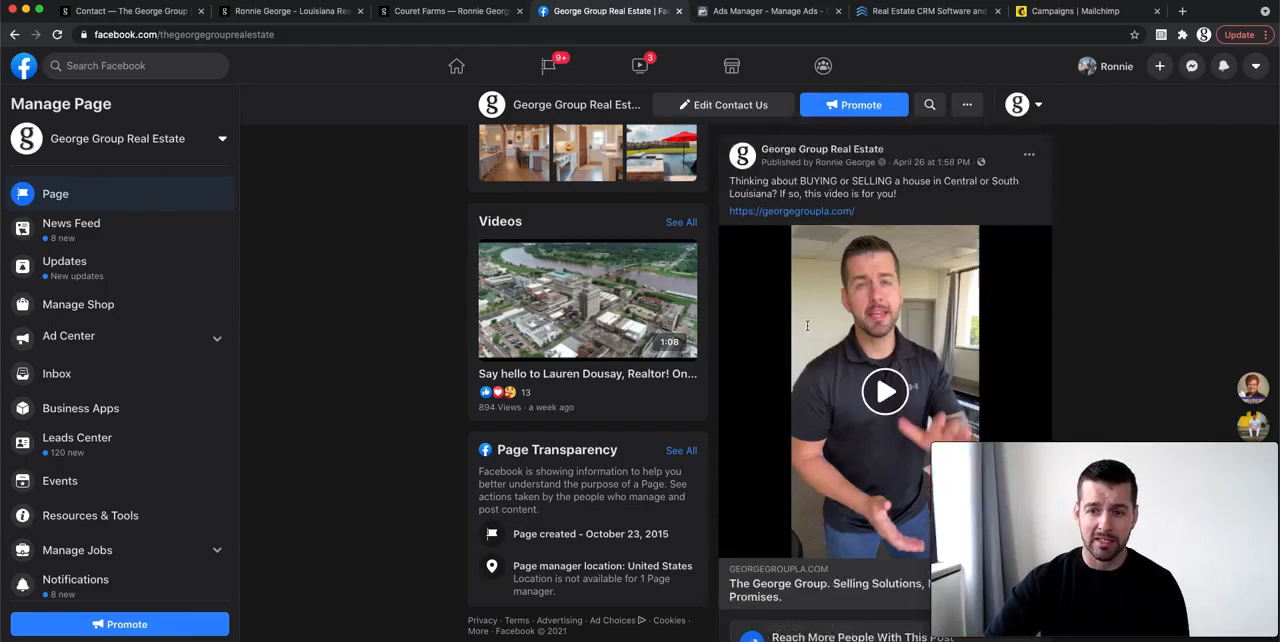 Contact — The George Group
Ronnie George - Louisiana Rea
Couret Farms — Ronnie Georg
George Group Real Estate | Fac
Ads Manager - Manage Ads -
Real Estate CRM Software and
Campaigns | Mailchimp
facebook.com/thegeorgegrouprealestate
Update
Search Facebook
9+
3
Ronnie
Manage Page
George Group Real Estate
Page
News Feed
8 new
Updates
New updates
Manage Shop
Ad Center
Inbox
Business Apps
Leads Center
120 new
Events
Resources & Tools
Manage Jobs
Notifications
8 new
Promote
g George Group Real Est...
Edit Contact Us
Promote
g
Videos
See All
1:08
Say hello to Lauren Dousay, Realtor! On...
13
894 Views · a week ago
Page Transparency
See All
Facebook is showing information to help you
better understand the purpose of a Page. See
actions taken by the people who manage and
post content.
Page created - October 23, 2015
Page manager location: United States
Location is not available for 1 Page
manager.
Privacy · Terms · Advertising · Ad Choices · Cookies ·
More · Facebook © 2021
George Group Real Estate
Published by Ronnie George · April 26 at 1:58 PM ·
Thinking about BUYING or SELLING a house in Central or South
Louisiana? If so, this video is for you!
https://georgegroupla.com/
GEORGEGROUPLA.COM
The George Group. Selling Solutions,
Promises.
Reach More People With This Post